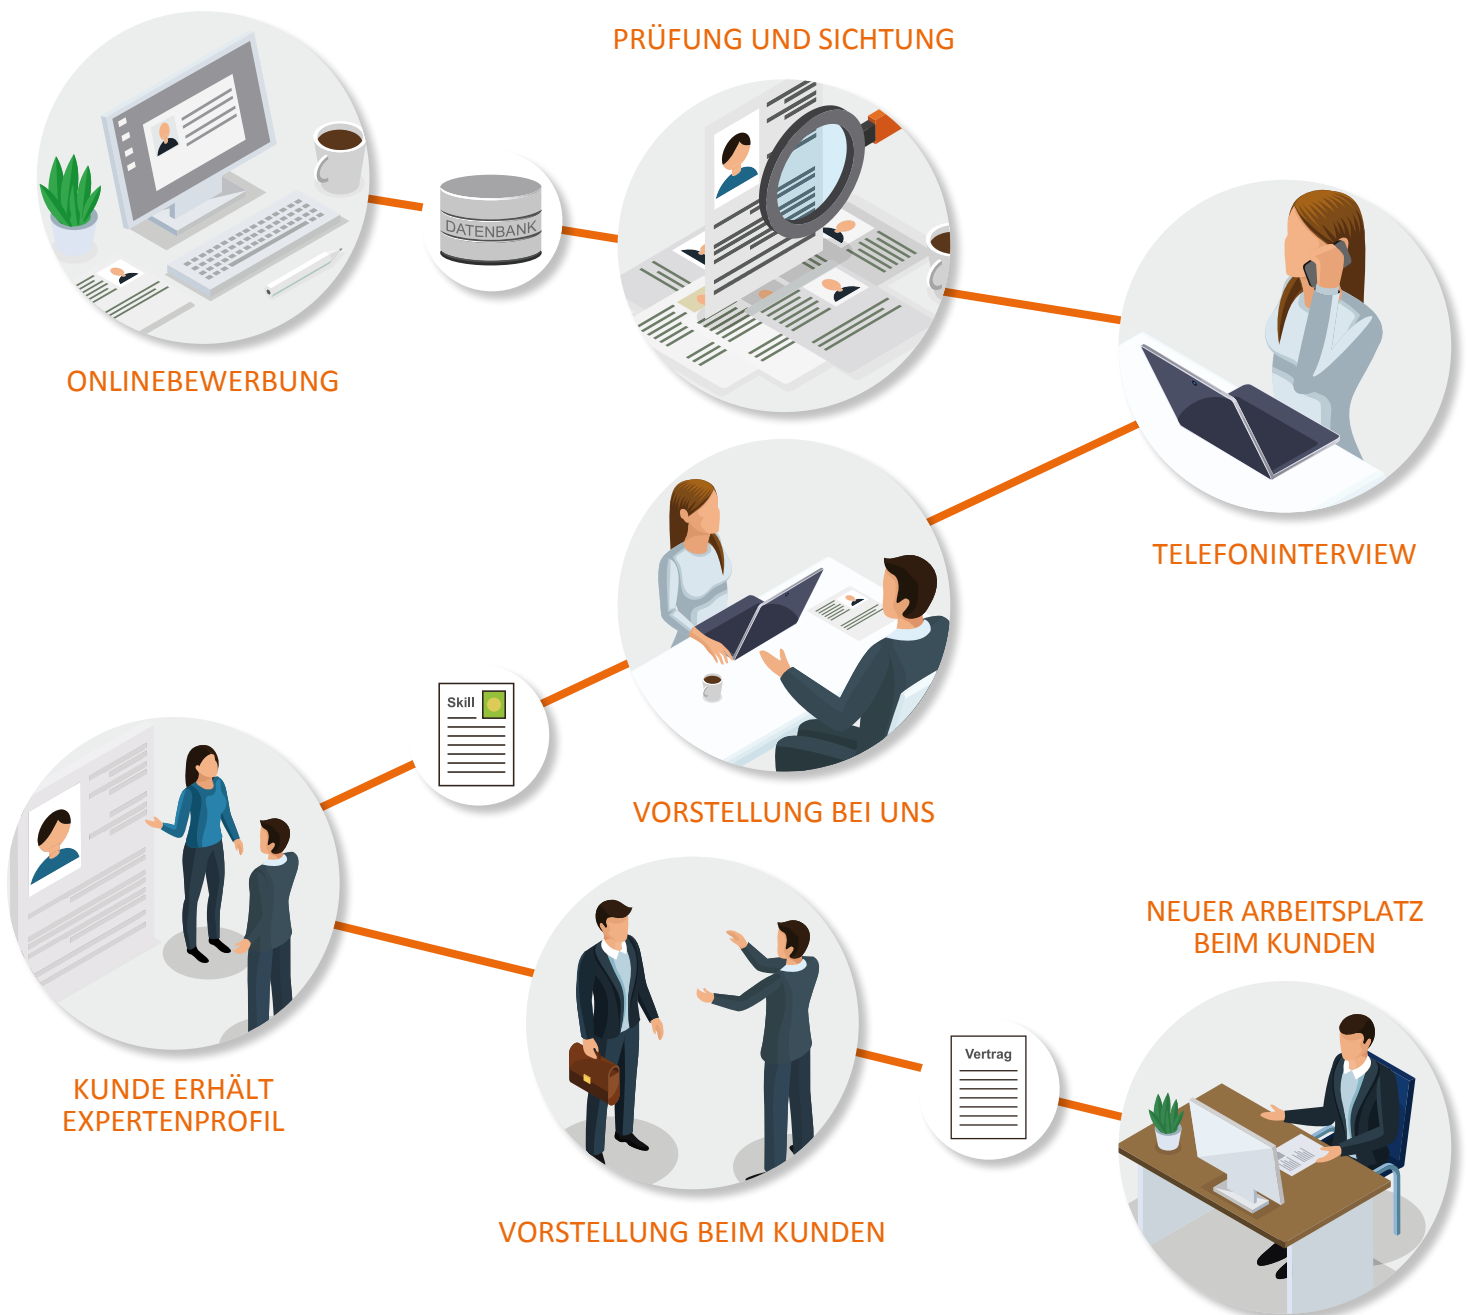 PRÜFUNG UND SICHTUNG
DATENBANK
ONLINEBEWERBUNG
TELEFONINTERVIEW
Skill
VORSTELLUNG BEI UNS
KUNDE ERHÄLT
EXPERTENPROFIL
VORSTELLUNG BEIM KUNDEN
Vertrag
NEUER ARBEITSPLATZ
BEIM KUNDEN